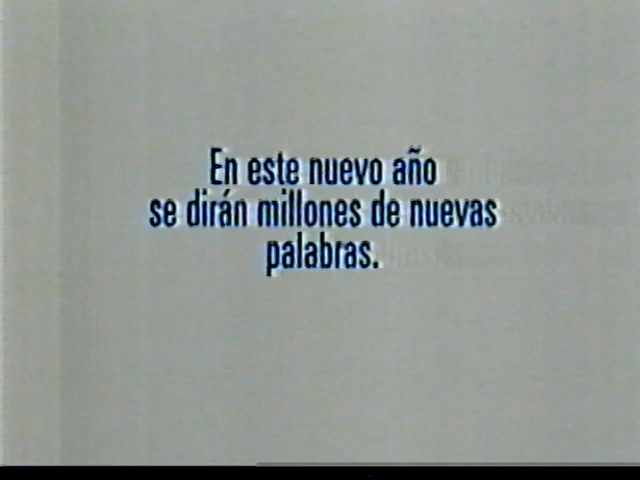 En este nuevo año
se dirán millones de nuevas
palabras.